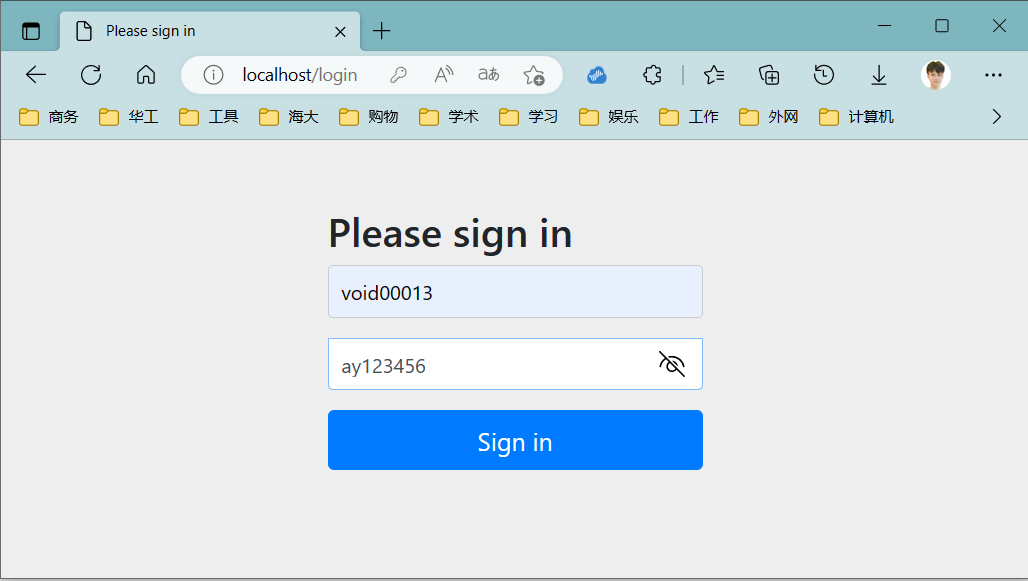 Please sign in
localhost/login
商务 华工 工具 海大 购物 学术 学习 娱乐 工作 外网 计算机
Please sign in
void00013
ay123456
Sign in